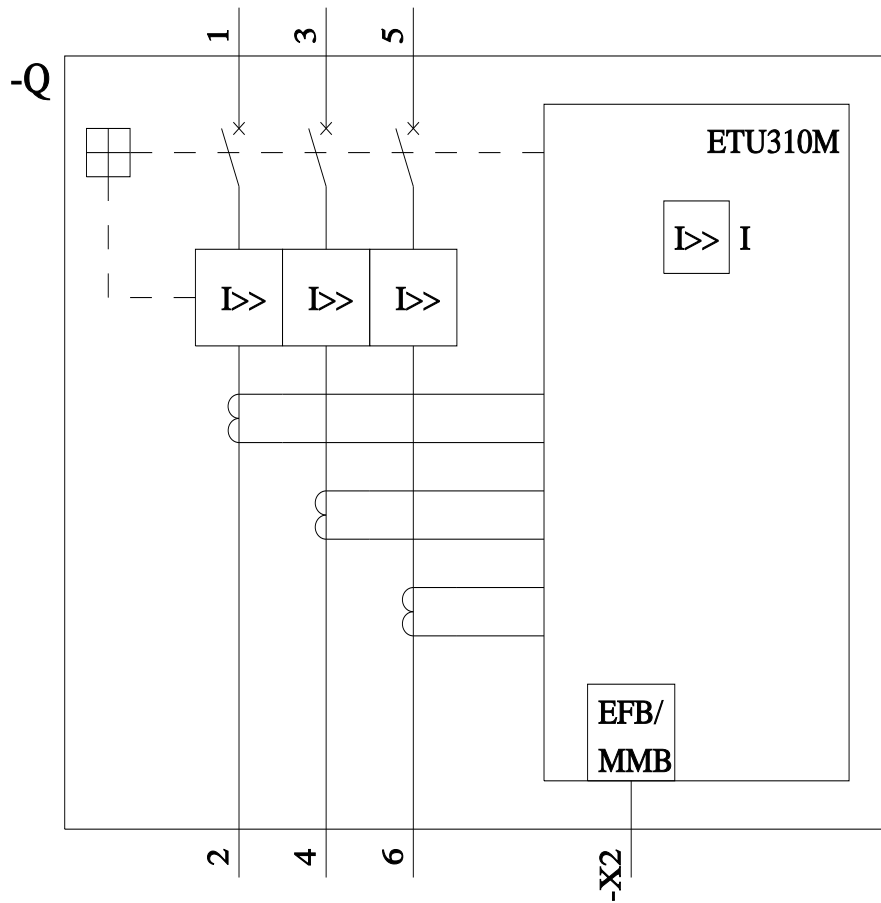 1 3 5
-Q
ETU310M
I>> I
I>> I>> I>>
EFB/
MMB
2 4 6 -X2